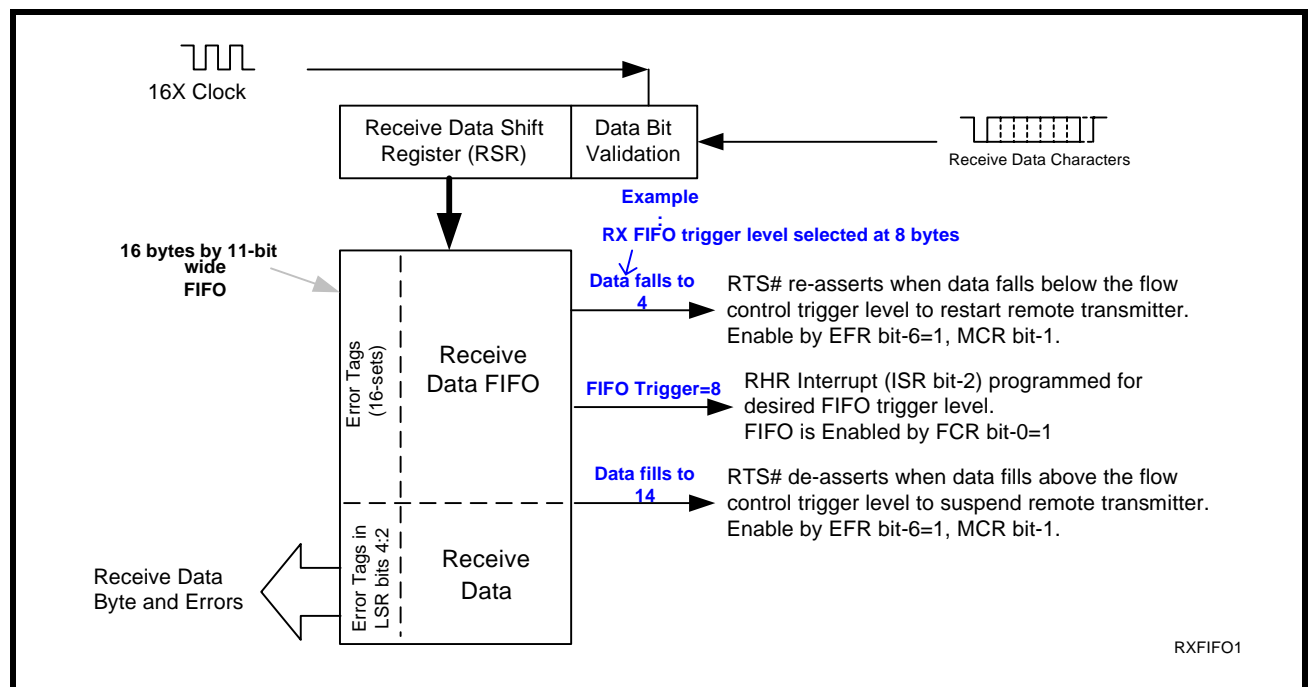 16X Clock
Receive Data Shift
Register (RSR)
Data Bit
Validation
Receive Data Characters
Example
:
RX FIFO trigger level selected at 8 bytes
16 bytes by 11-bit
wide
FIFO
Error Tags
(16-sets)
Receive
Data FIFO
Data falls to
4
RTS# re-asserts when data falls below the flow
control trigger level to restart remote transmitter.
Enable by EFR bit-6=1, MCR bit-1.
FIFO Trigger=8
RHR Interrupt (ISR bit-2) programmed for
desired FIFO trigger level.
FIFO is Enabled by FCR bit-0=1
Data fills to
14
RTS# de-asserts when data fills above the flow
control trigger level to suspend remote transmitter.
Enable by EFR bit-6=1, MCR bit-1.
Error Tags in
LSR bits 4:2
Receive
Data
Receive Data
Byte and Errors
RXFIFO1